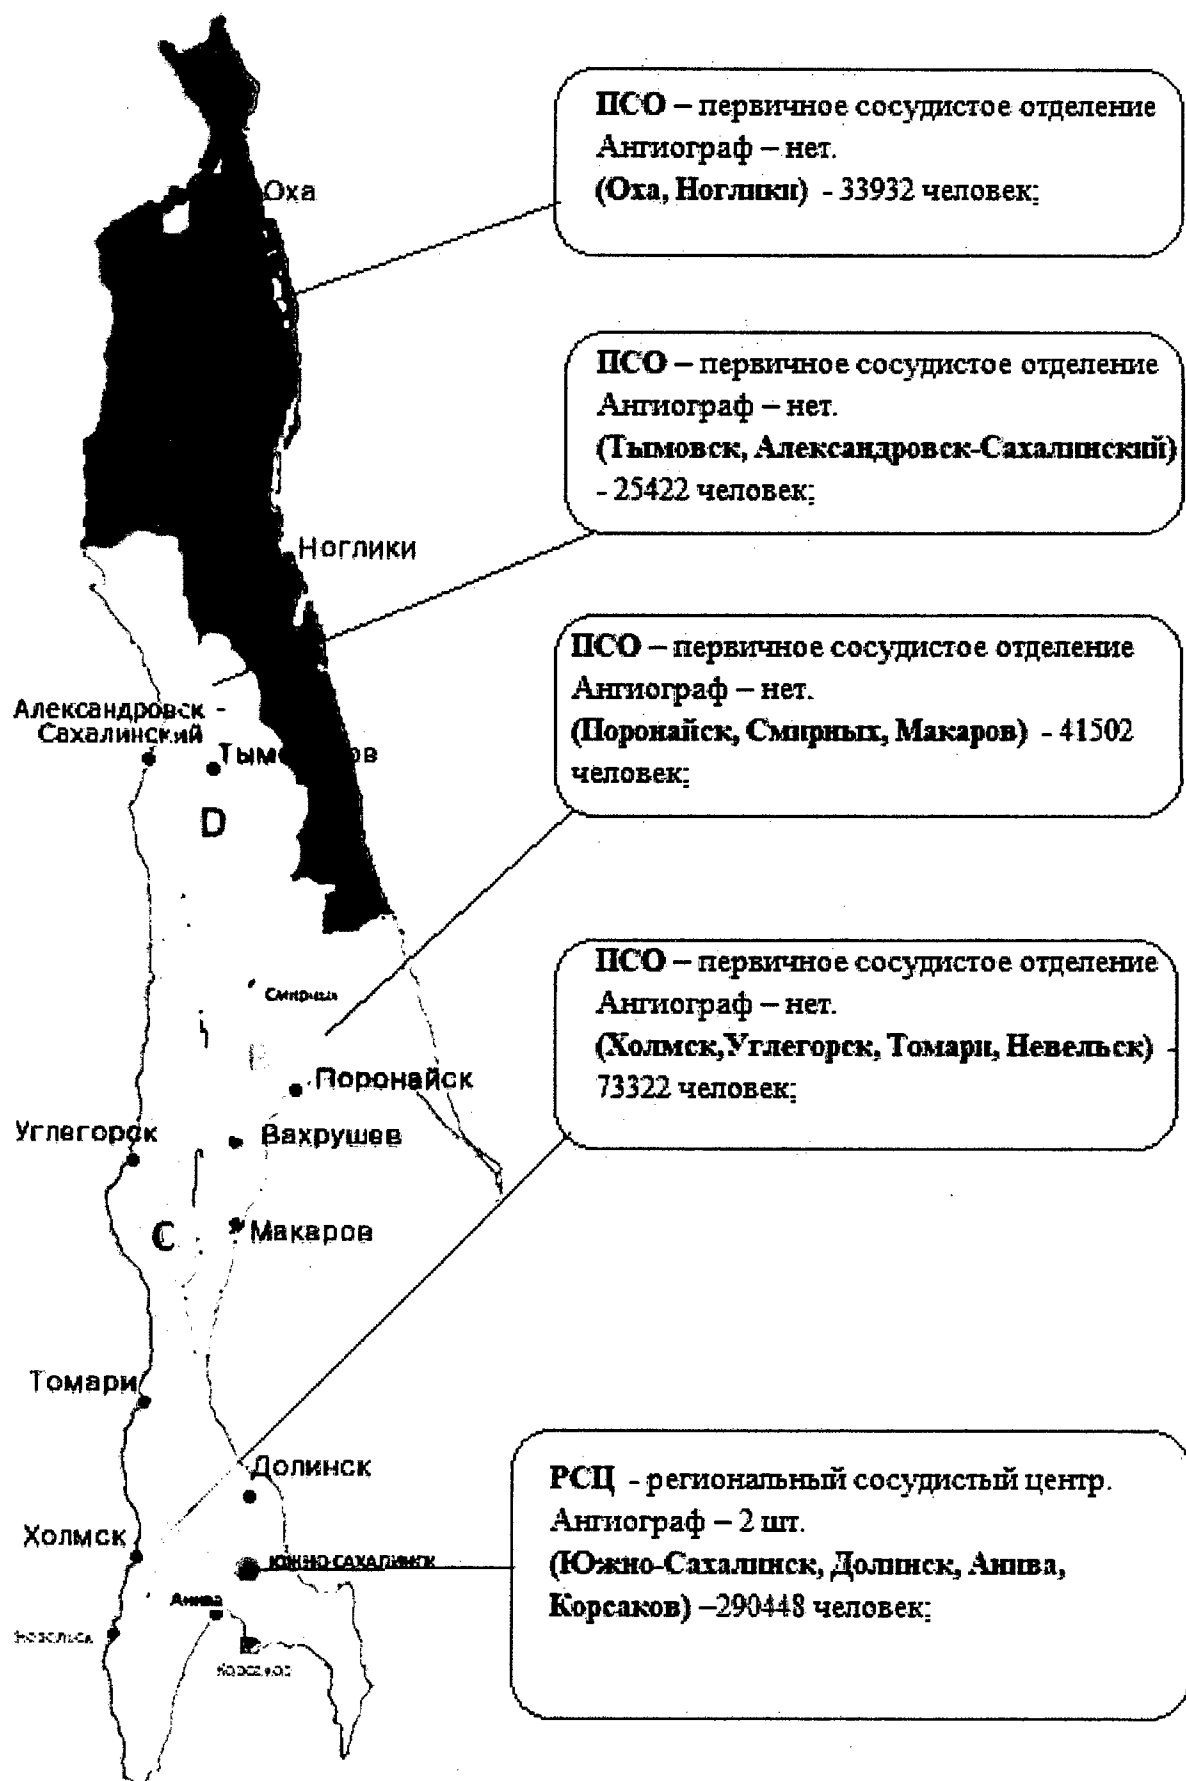 ПСО – первичное сосудистое отделение
Ангиограф – нет.
(Оха, Ноглики) - 33932 человек;
Оха
ПСО – первичное сосудистое отделение
Ангиограф – нет.
(Тымовск, Александровск-Сахалинский)
- 25422 человек;
Ноглики
ПСО – первичное сосудистое отделение
Ангиограф – нет.
(Поронайск, Смирных, Макаров) - 41502
человек;
Александровск -
Сахалинский
D
ПСО – первичное сосудистое отделение
Ангиограф – нет.
(Холмск,Углегорск, Томари, Невельск) -
73322 человек;
Смирных
Поронайск
Углегорск
Вахрушев
C
Макаров
Томари
Долинск
РСЦ - региональный сосудистый центр.
Ангиограф – 2 шт.
(Южно-Сахалинск, Долинск, Анива,
Корсаков) –290448 человек;
Холмск
ЮЖНО-САХАЛИНСК
Анива
Невельск
Корсаков